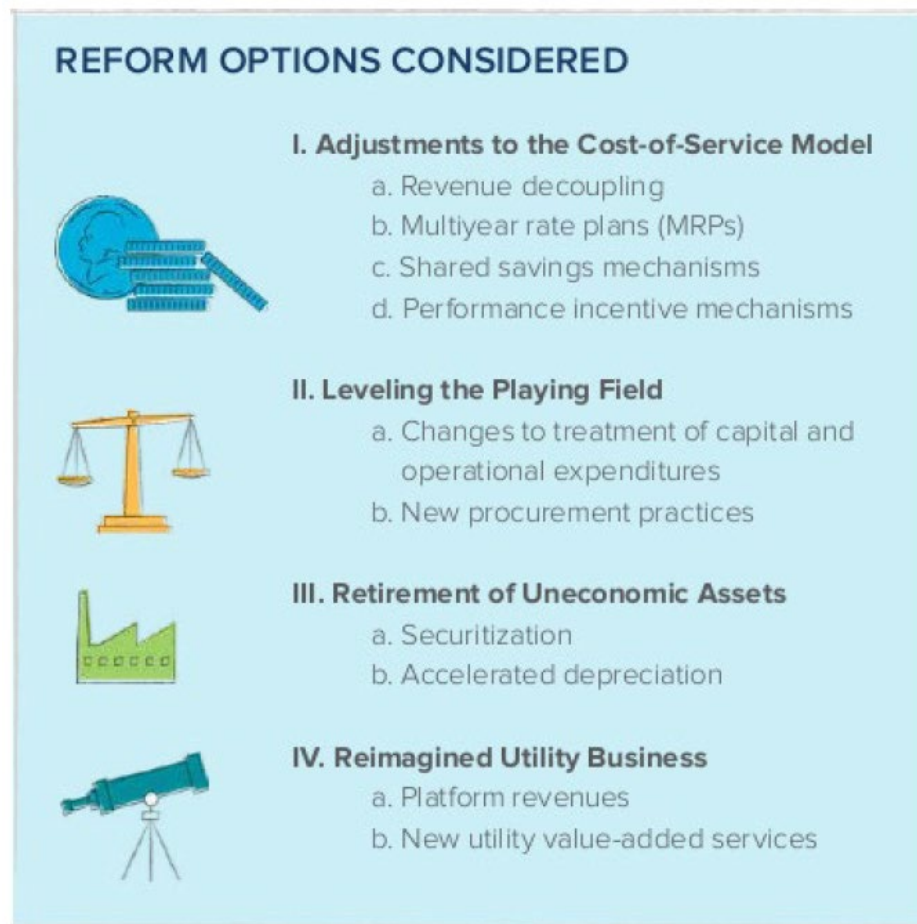 REFORM OPTIONS CONSIDERED
I. Adjustments to the Cost-of-Service Model
a. Revenue decoupling
b. Multiyear rate plans (MRPs)
c. Shared savings mechanisms
d. Performance incentive mechanisms
II. Leveling the Playing Field
a. Changes to treatment of capital and
operational expenditures
b. New procurement practices
III. Retirement of Uneconomic Assets
a. Securitization
b. Accelerated depreciation
IV. Reimagined Utility Business
a. Platform revenues
b. New utility value-added services